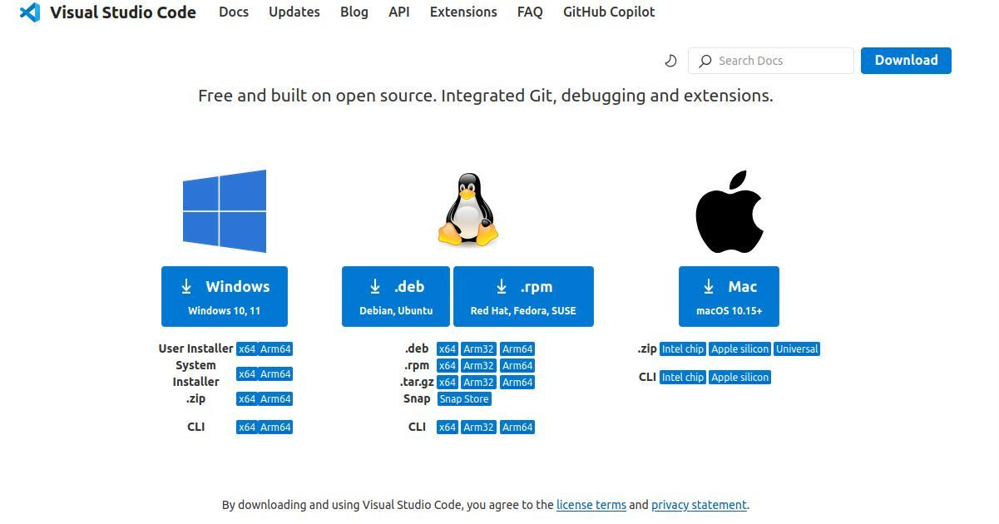 Visual Studio Code Docs Updates Blog API Extensions FAQ GitHub Copilot
Search Docs Download
Free and built on open source. Integrated Git, debugging and extensions.
Windows
Windows 10, 11
.deb
Debian, Ubuntu
.rpm
Red Hat, Fedora, SUSE
Mac
macOS 10.15+
User Installer x64 Arm64
System
Installer x64 Arm64
.zip x64 Arm64
CLI x64 Arm64
.deb x64 Arm32 Arm64
.rpm x64 Arm32 Arm64
.tar.gz x64 Arm32 Arm64
Snap Snap Store
CLI x64 Arm32 Arm64
.zip Intel chip Apple silicon Universal
CLI Intel chip Apple silicon
By downloading and using Visual Studio Code, you agree to the license terms and privacy statement.